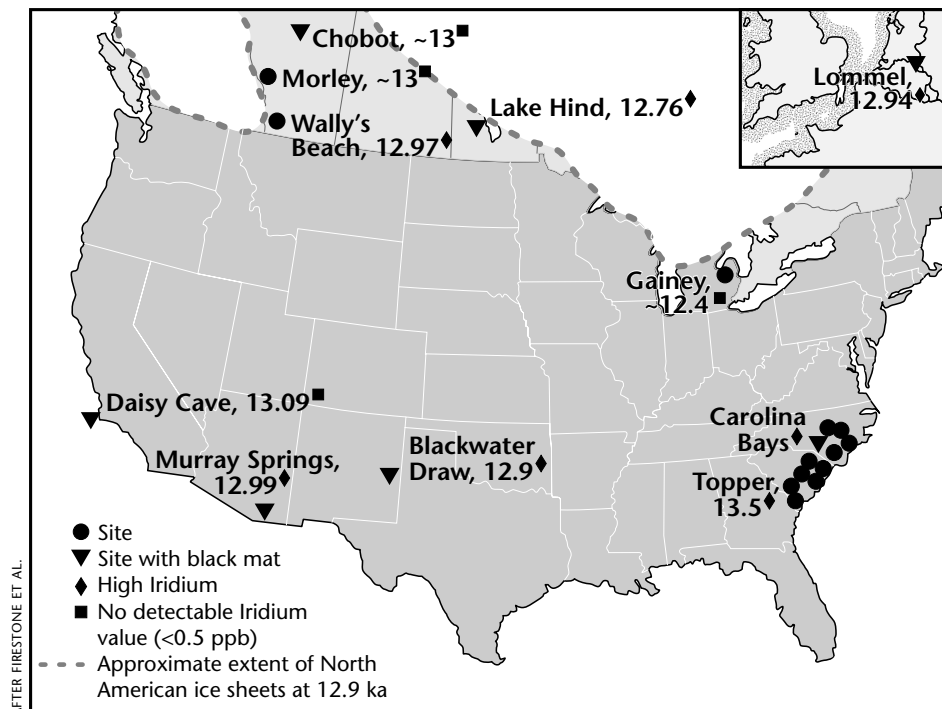 Chobot, ~13
Morley, ~13
Wally's
Beach, 12.97
Lake Hind, 12.76
Lommel,
12.94
Gainey,
~12.4
Daisy Cave, 13.09
Murray Springs,
12.99
Blackwater
Draw, 12.9
Carolina
Bays
Topper,
13.5
Site
Site with black mat
High Iridium
No detectable Iridium
value (<0.5 ppb)
Approximate extent of North
American ice sheets at 12.9 ka
AFTER FIRESTONE ET AL.